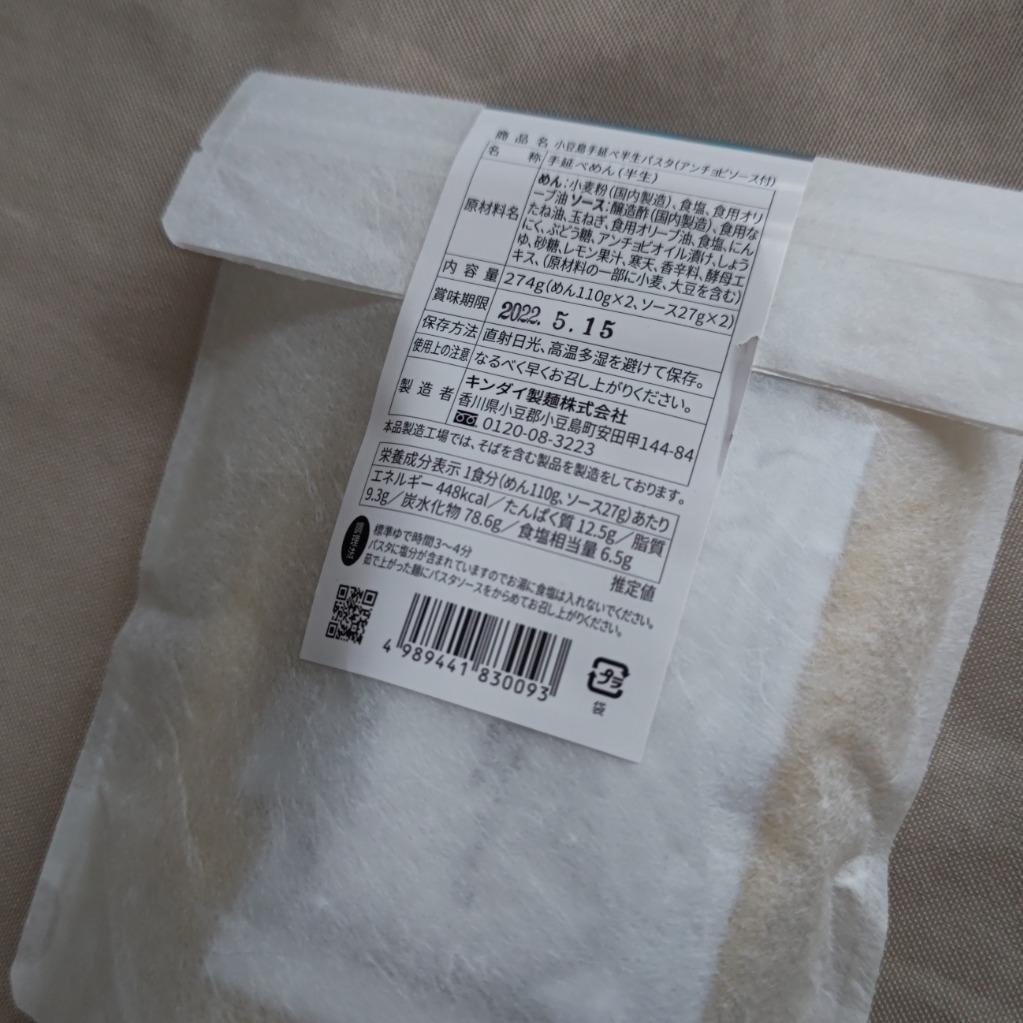 商品名 小豆島手延べ半生パスタ(アンチョビソース付)
名称 手延べめん(半生)
原材料名 めん:小麦粉(国内製造)、食塩、食用オリ
ーブ油 ソース:醸造酢(国内製造)、食用な
たね油、玉ねぎ、食用オリーブ油、食塩、にん
にく、ぶどう糖、アンチョビオイル漬け、しょう
ゆ、砂糖、レモン果汁、寒天、香辛料、酵母エ
キス、(原材料の一部に小麦、大豆を含む)
内容量 274g(めん110g×2、ソース27g×2)
賞味期限 2022. 5.15
保存方法 直射日光、高温多湿を避けて保存。
使用上の注意 なるべく早くお召し上がりください。
製造者 キンダイ製麺株式会社
香川県小豆郡小豆島町安田甲144-84
0120-08-3223
本品製造工場では、そばを含む製品を製造をしております。
栄養成分表示 1食分(めん110g、ソース27g)あたり
エネルギー 448kcal/たんぱく質 12.5g/脂質
9.3g/炭水化物 78.6g/食塩相当量 6.5g
推定値
標準ゆで時間3〜4分
パスタに塩分が含まれていますのでお湯に食塩は入れないでください。
茹で上がった麺にパスタソースをからめてお召し上がりください。
4 989441 830093
プラ
袋